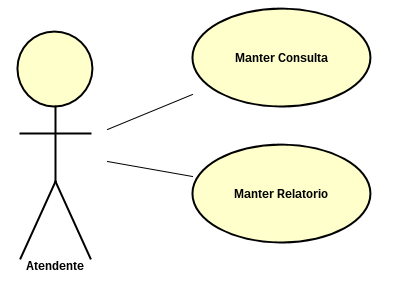 Manter Consulta
Manter Relatorio
Atendente